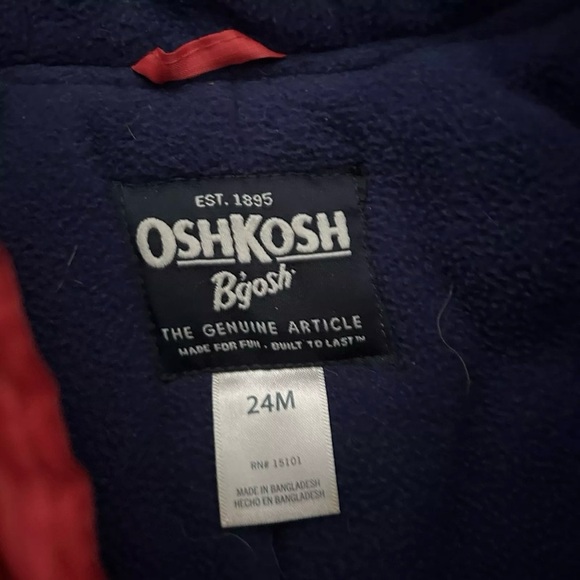 EST. 1895
OSHKOSH
B'gosh
THE GENUINE ARTICLE
MADE FOR FUN . BUILT TO LAST™
24M
RN# 15101
MADE IN BANGLADESH
HECHO EN BANGLADESH